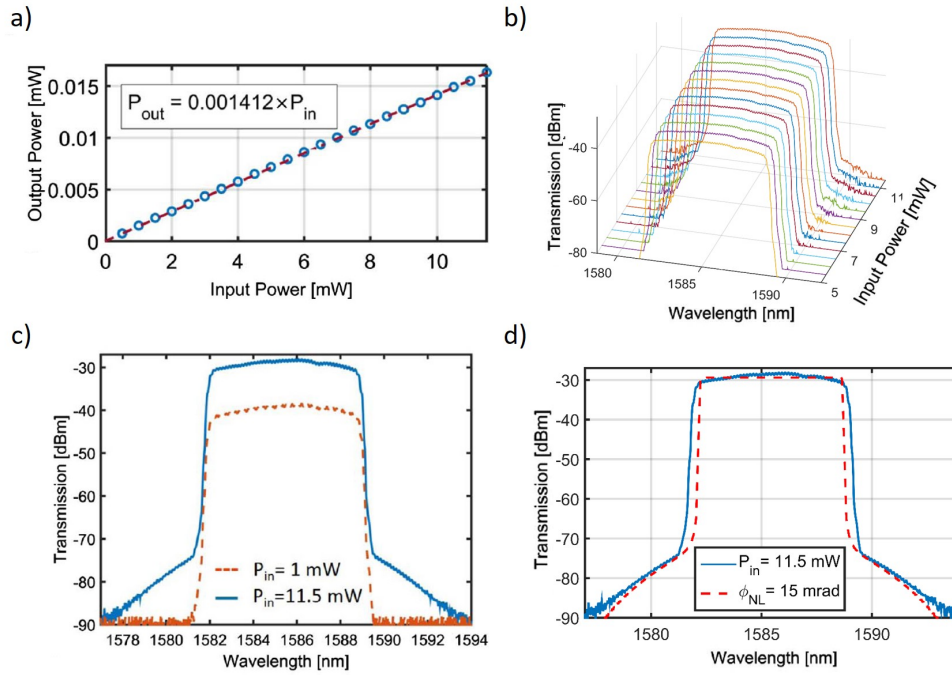 a)
Output Power [mW]
0.015
0.01
0.005
0
P_out = 0.001412×P_in
0 2 4 6 8 10
Input Power [mW]
b)
Transmission [dBm]
-40
-60
-80
1580
1585
1590
Wavelength [nm]
5
7
9
11
Input Power [mW]
c)
Transmission [dBm]
-30
-40
-50
-60
-70
-80
-90
P_in= 1 mW
P_in=11.5 mW
1578 1580 1582 1584 1586 1588 1590 1592 1594
Wavelength [nm]
d)
Transmission [dBm]
-30
-40
-50
-60
-70
-80
-90
P_in= 11.5 mW
ϕ_NL= 15 mrad
1580 1585 1590
Wavelength [nm]